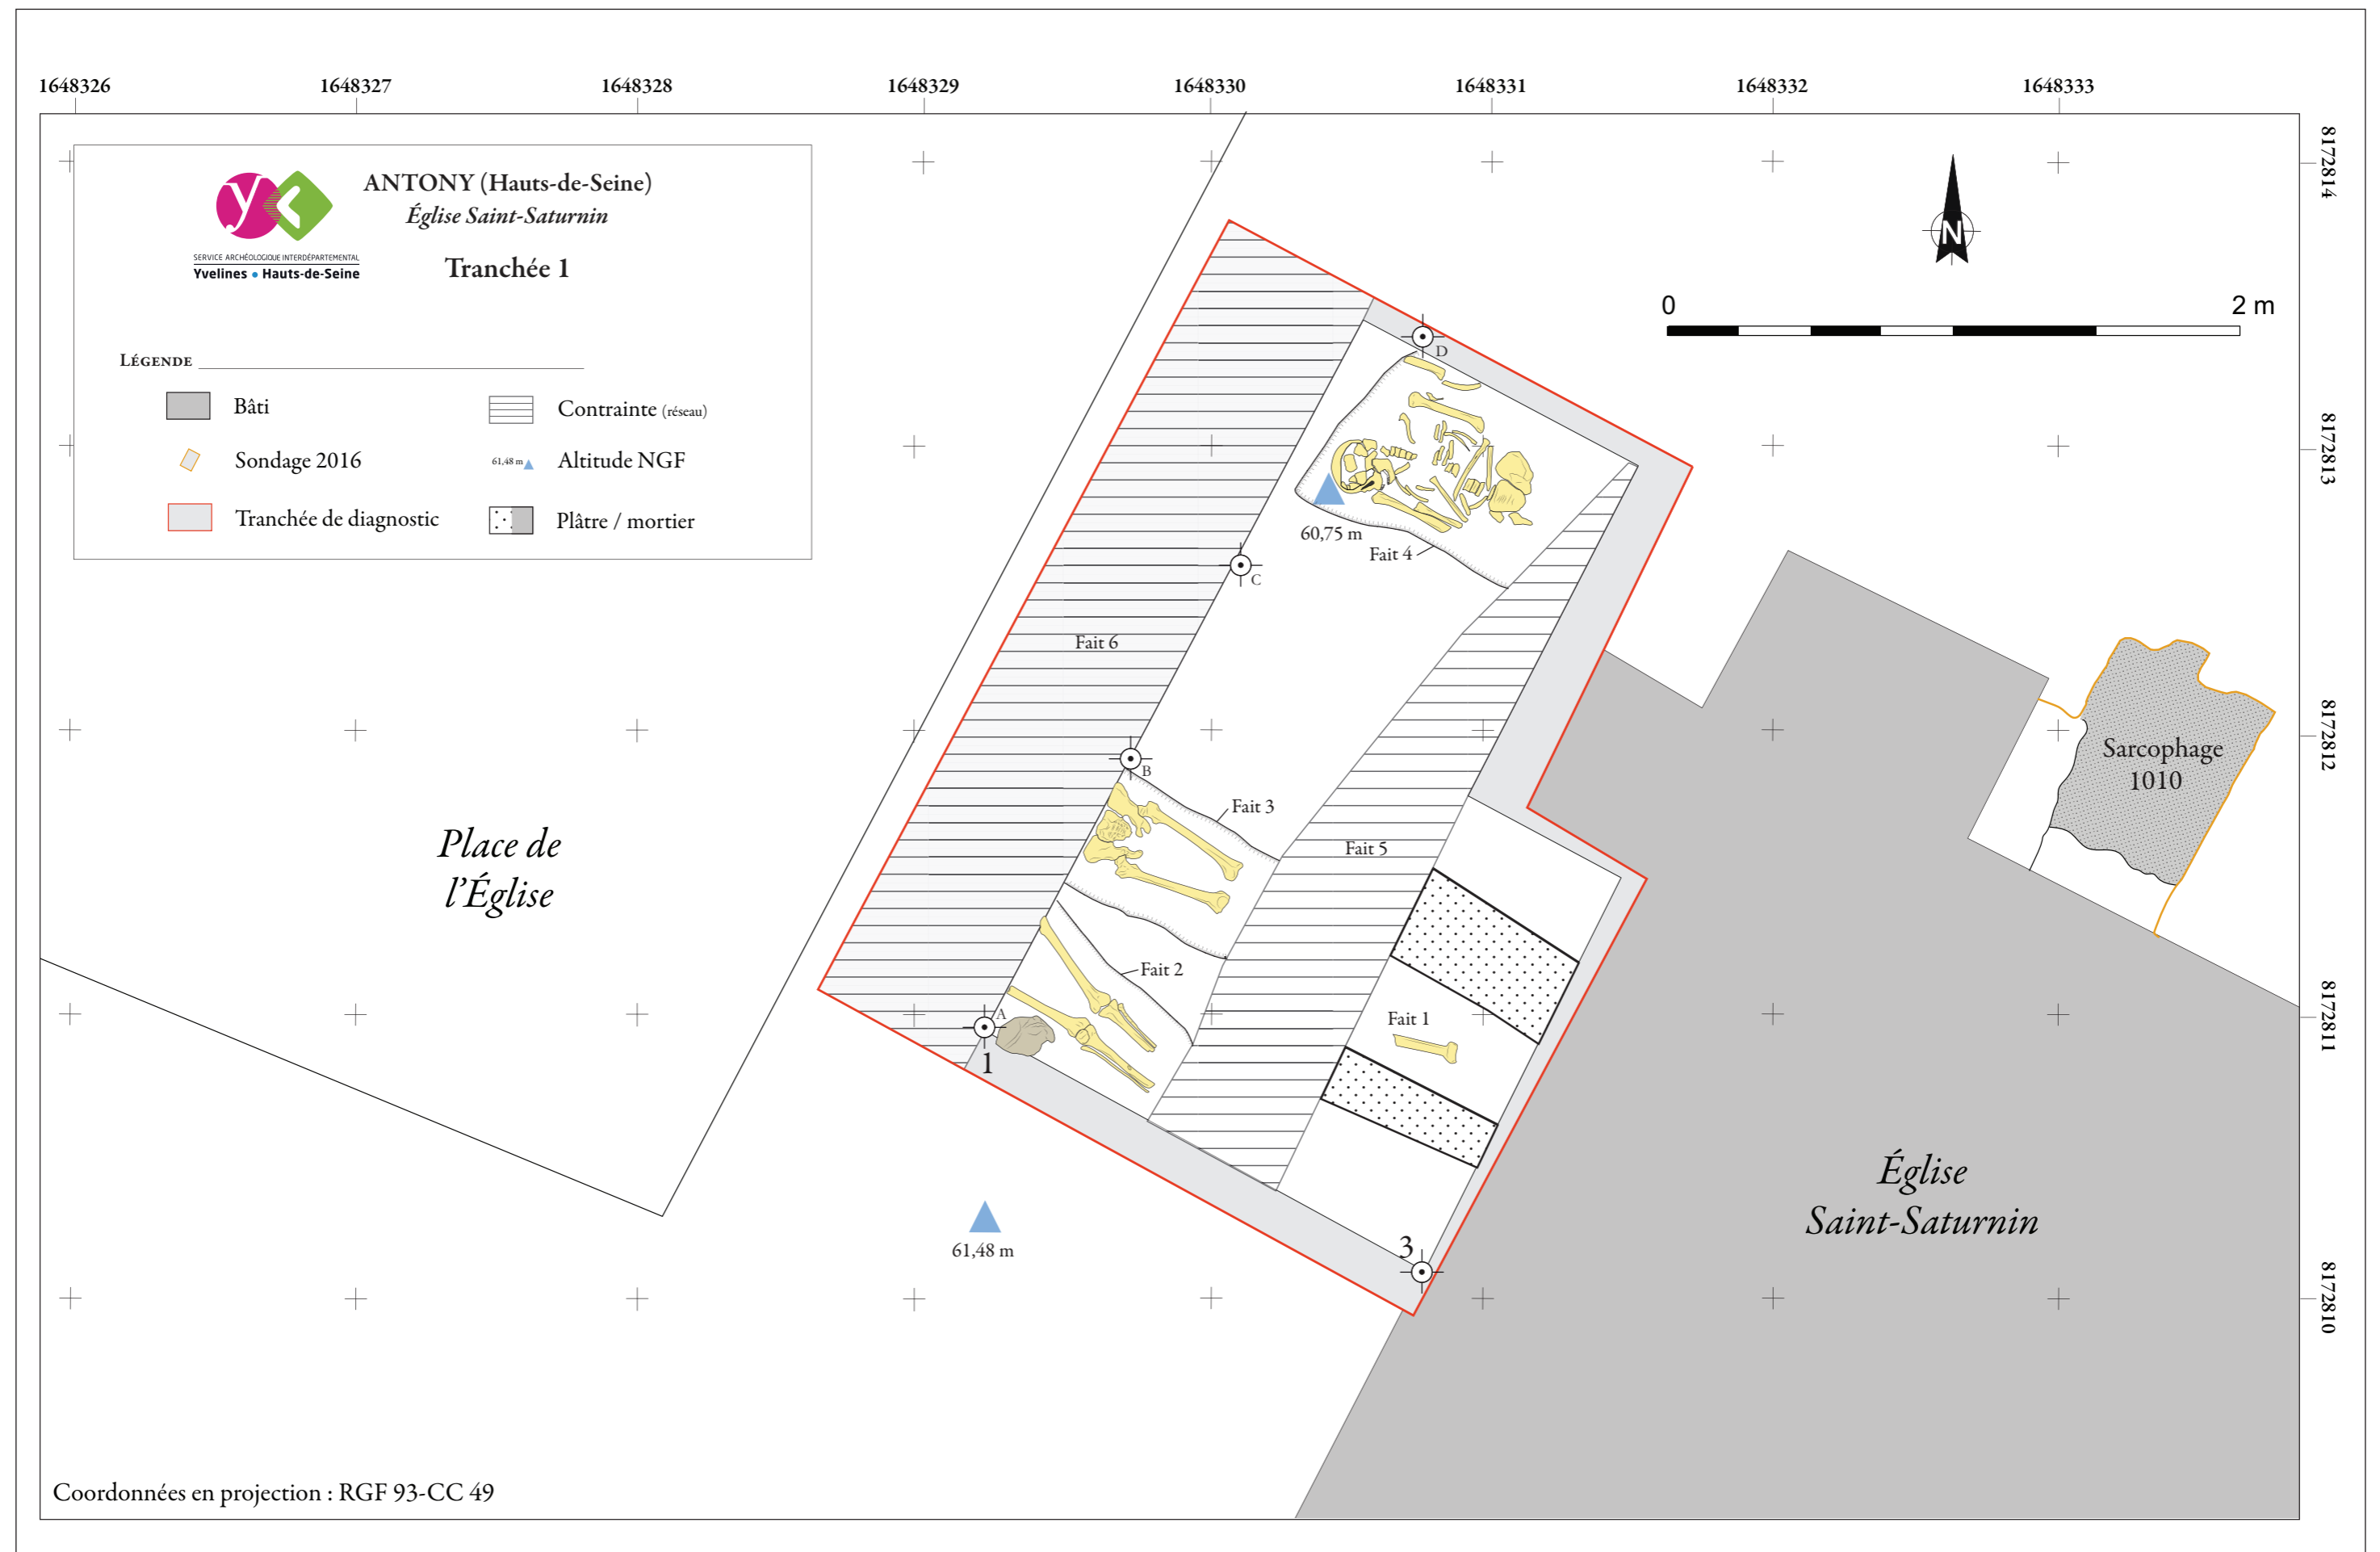 1648326 1648327 1648328 1648329 1648330 1648331 1648332 1648333
8172814
8172813
8172812
8172811
8172810
yc
SERVICE ARCHÉOLOGIQUE INTERDÉPARTEMENTAL
Yvelines • Hauts-de-Seine
ANTONY (Hauts-de-Seine)
Église Saint-Saturnin
Tranchée 1
LÉGENDE
Bâti
Sondage 2016
Tranchée de diagnostic
Contrainte (réseau)
61,48 m Altitude NGF
Plâtre / mortier
N
0 2 m
D
60,75 m
Fait 4
C
Fait 6
B
Fait 3
Fait 5
Fait 2
A
1
Fait 1
3
61,48 m
Place de
l'Église
Sarcophage
1010
Église
Saint-Saturnin
Coordonnées en projection : RGF 93-CC 49